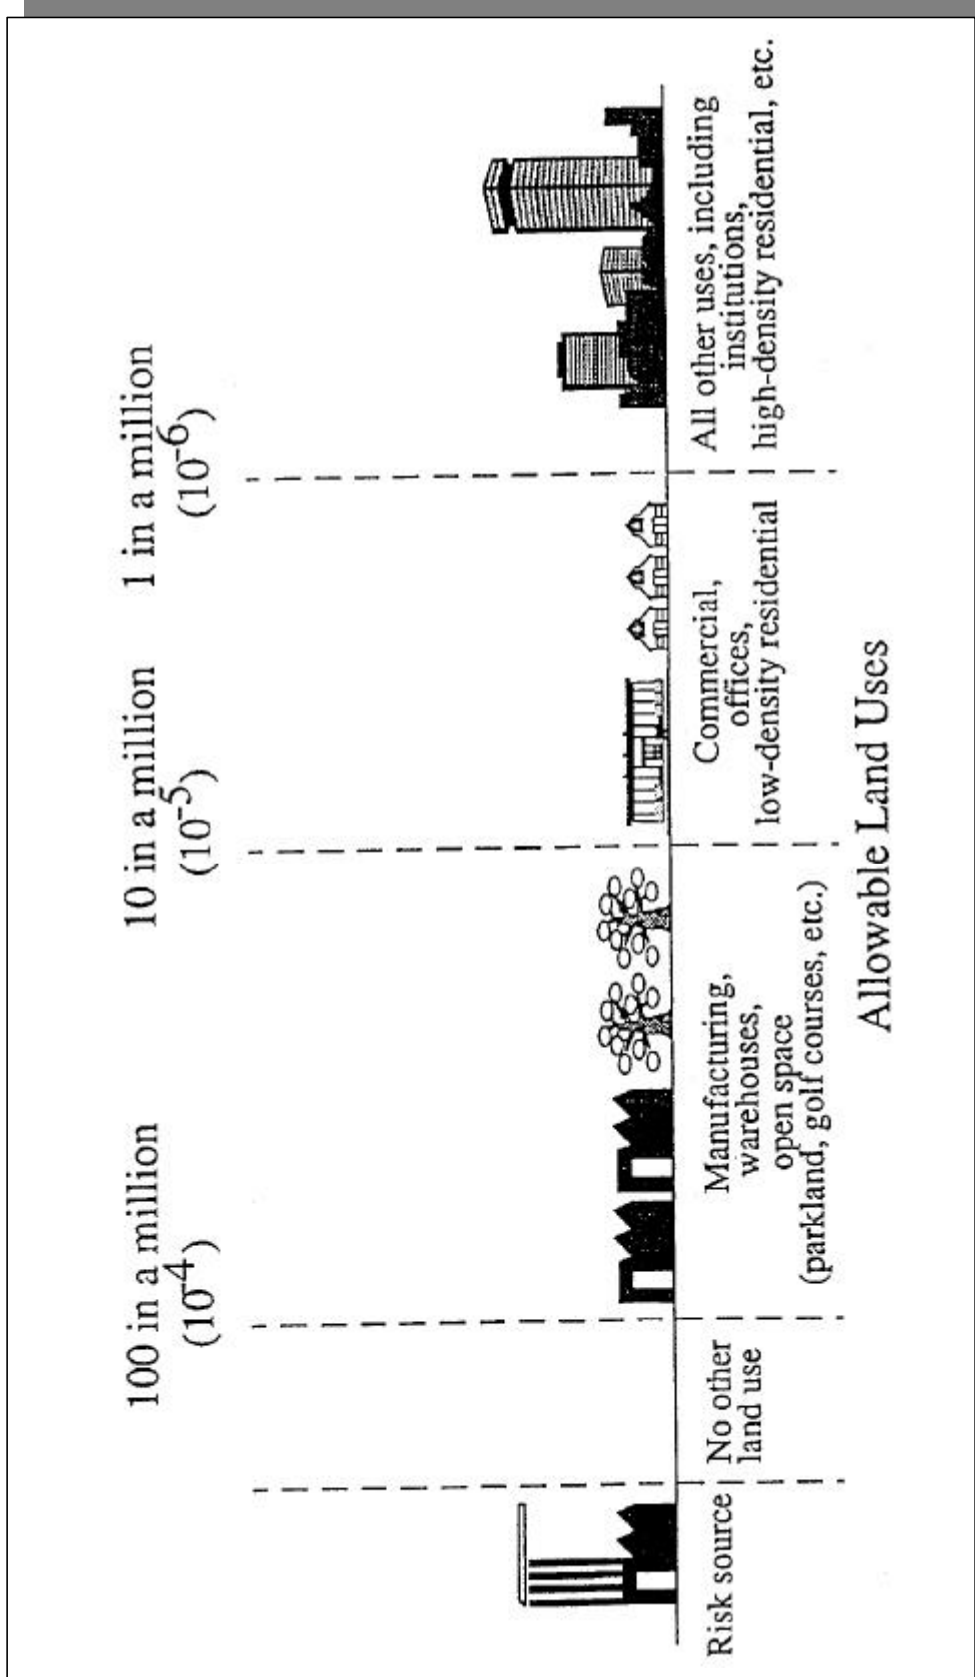 100 in a million
(10-4)
10 in a million
(10-5)
1 in a million
(10-6)
Risk source
No other
land use
Manufacturing,
warehouses,
open space
(parkland, golf courses, etc.)
Commercial,
offices,
low-density residential
All other uses, including
institutions,
high-density residential, etc.
Allowable Land Uses